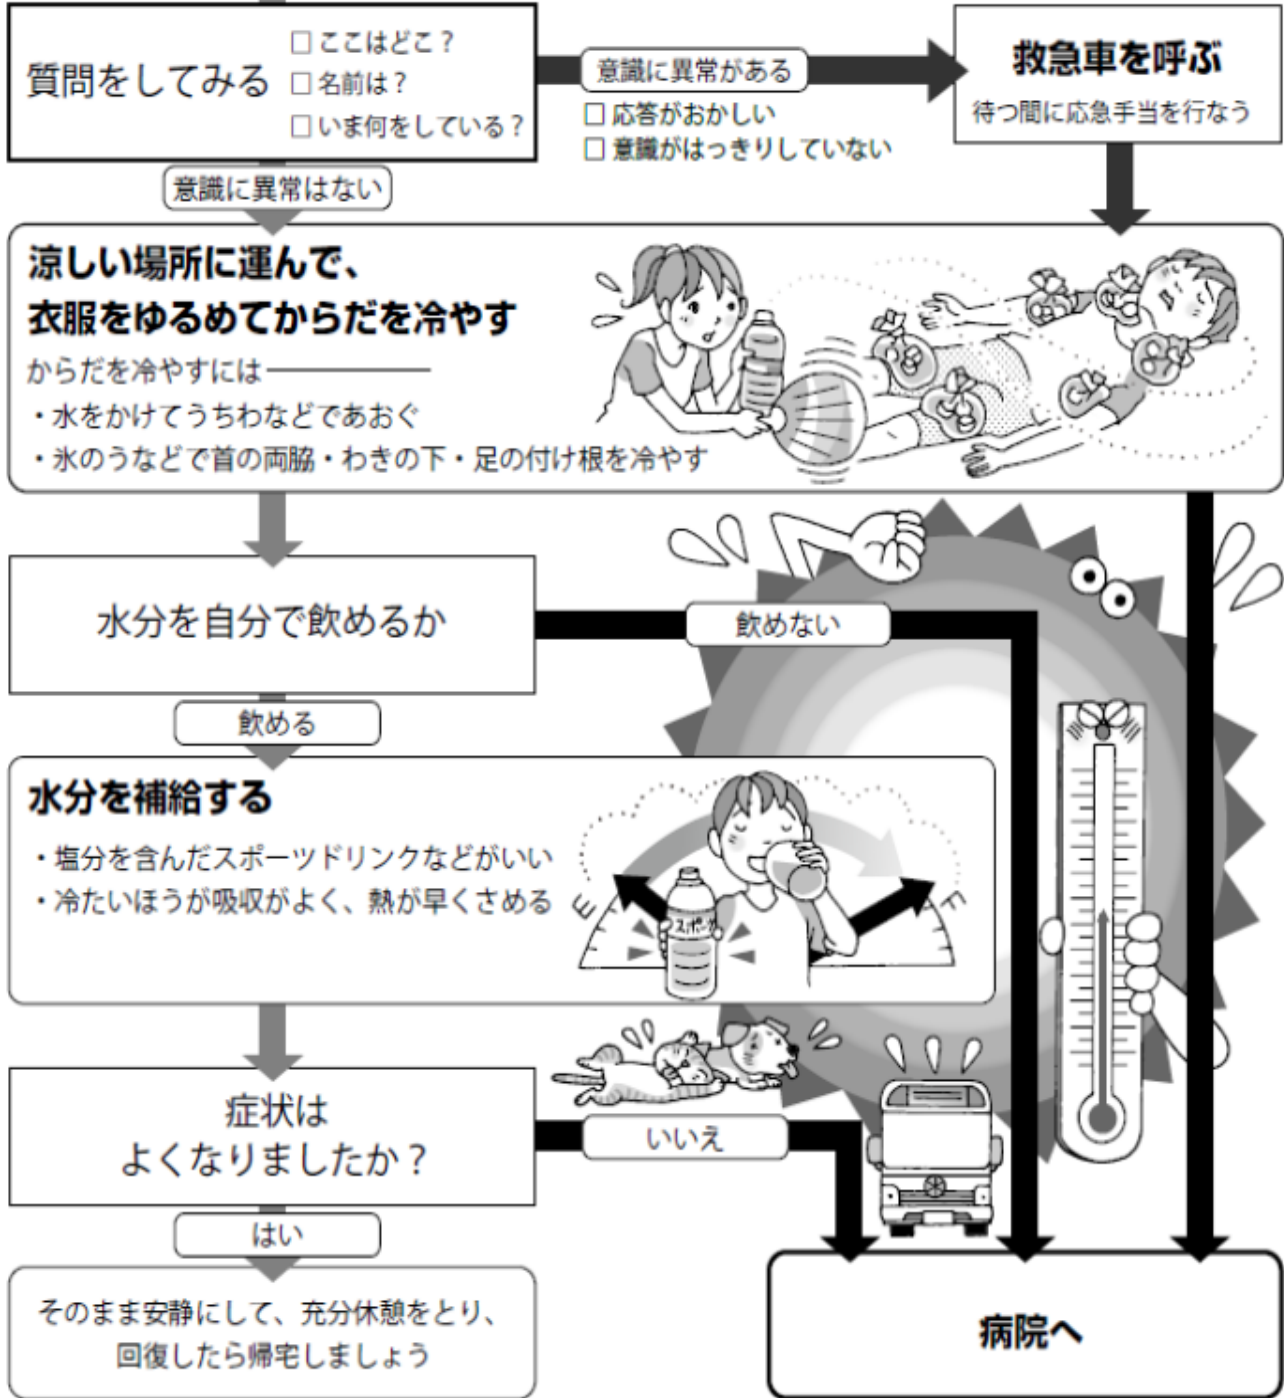 質問をしてみる
□ ここはどこ？
□ 名前は？
□ いま何をしている？
意識に異常がある
□ 応答がおかしい
□ 意識がはっきりしていない
救急車を呼ぶ
待つ間に応急手当を行なう
意識に異常はない
涼しい場所に運んで、
衣服をゆるめてからだを冷やす
からだを冷やすには
・水をかけてうちわなどであおぐ
・氷のうなどで首の両脇・わきの下・足の付け根を冷やす
水分を自分で飲めるか
飲めない
飲める
水分を補給する
・塩分を含んだスポーツドリンクなどがいい
・冷たいほうが吸収がよく、熱が早くさめる
E
F
スポーツ
症状は
よくなりましたか？
いいえ
はい
そのまま安静にして、充分休憩をとり、
回復したら帰宅しましょう
病院へ